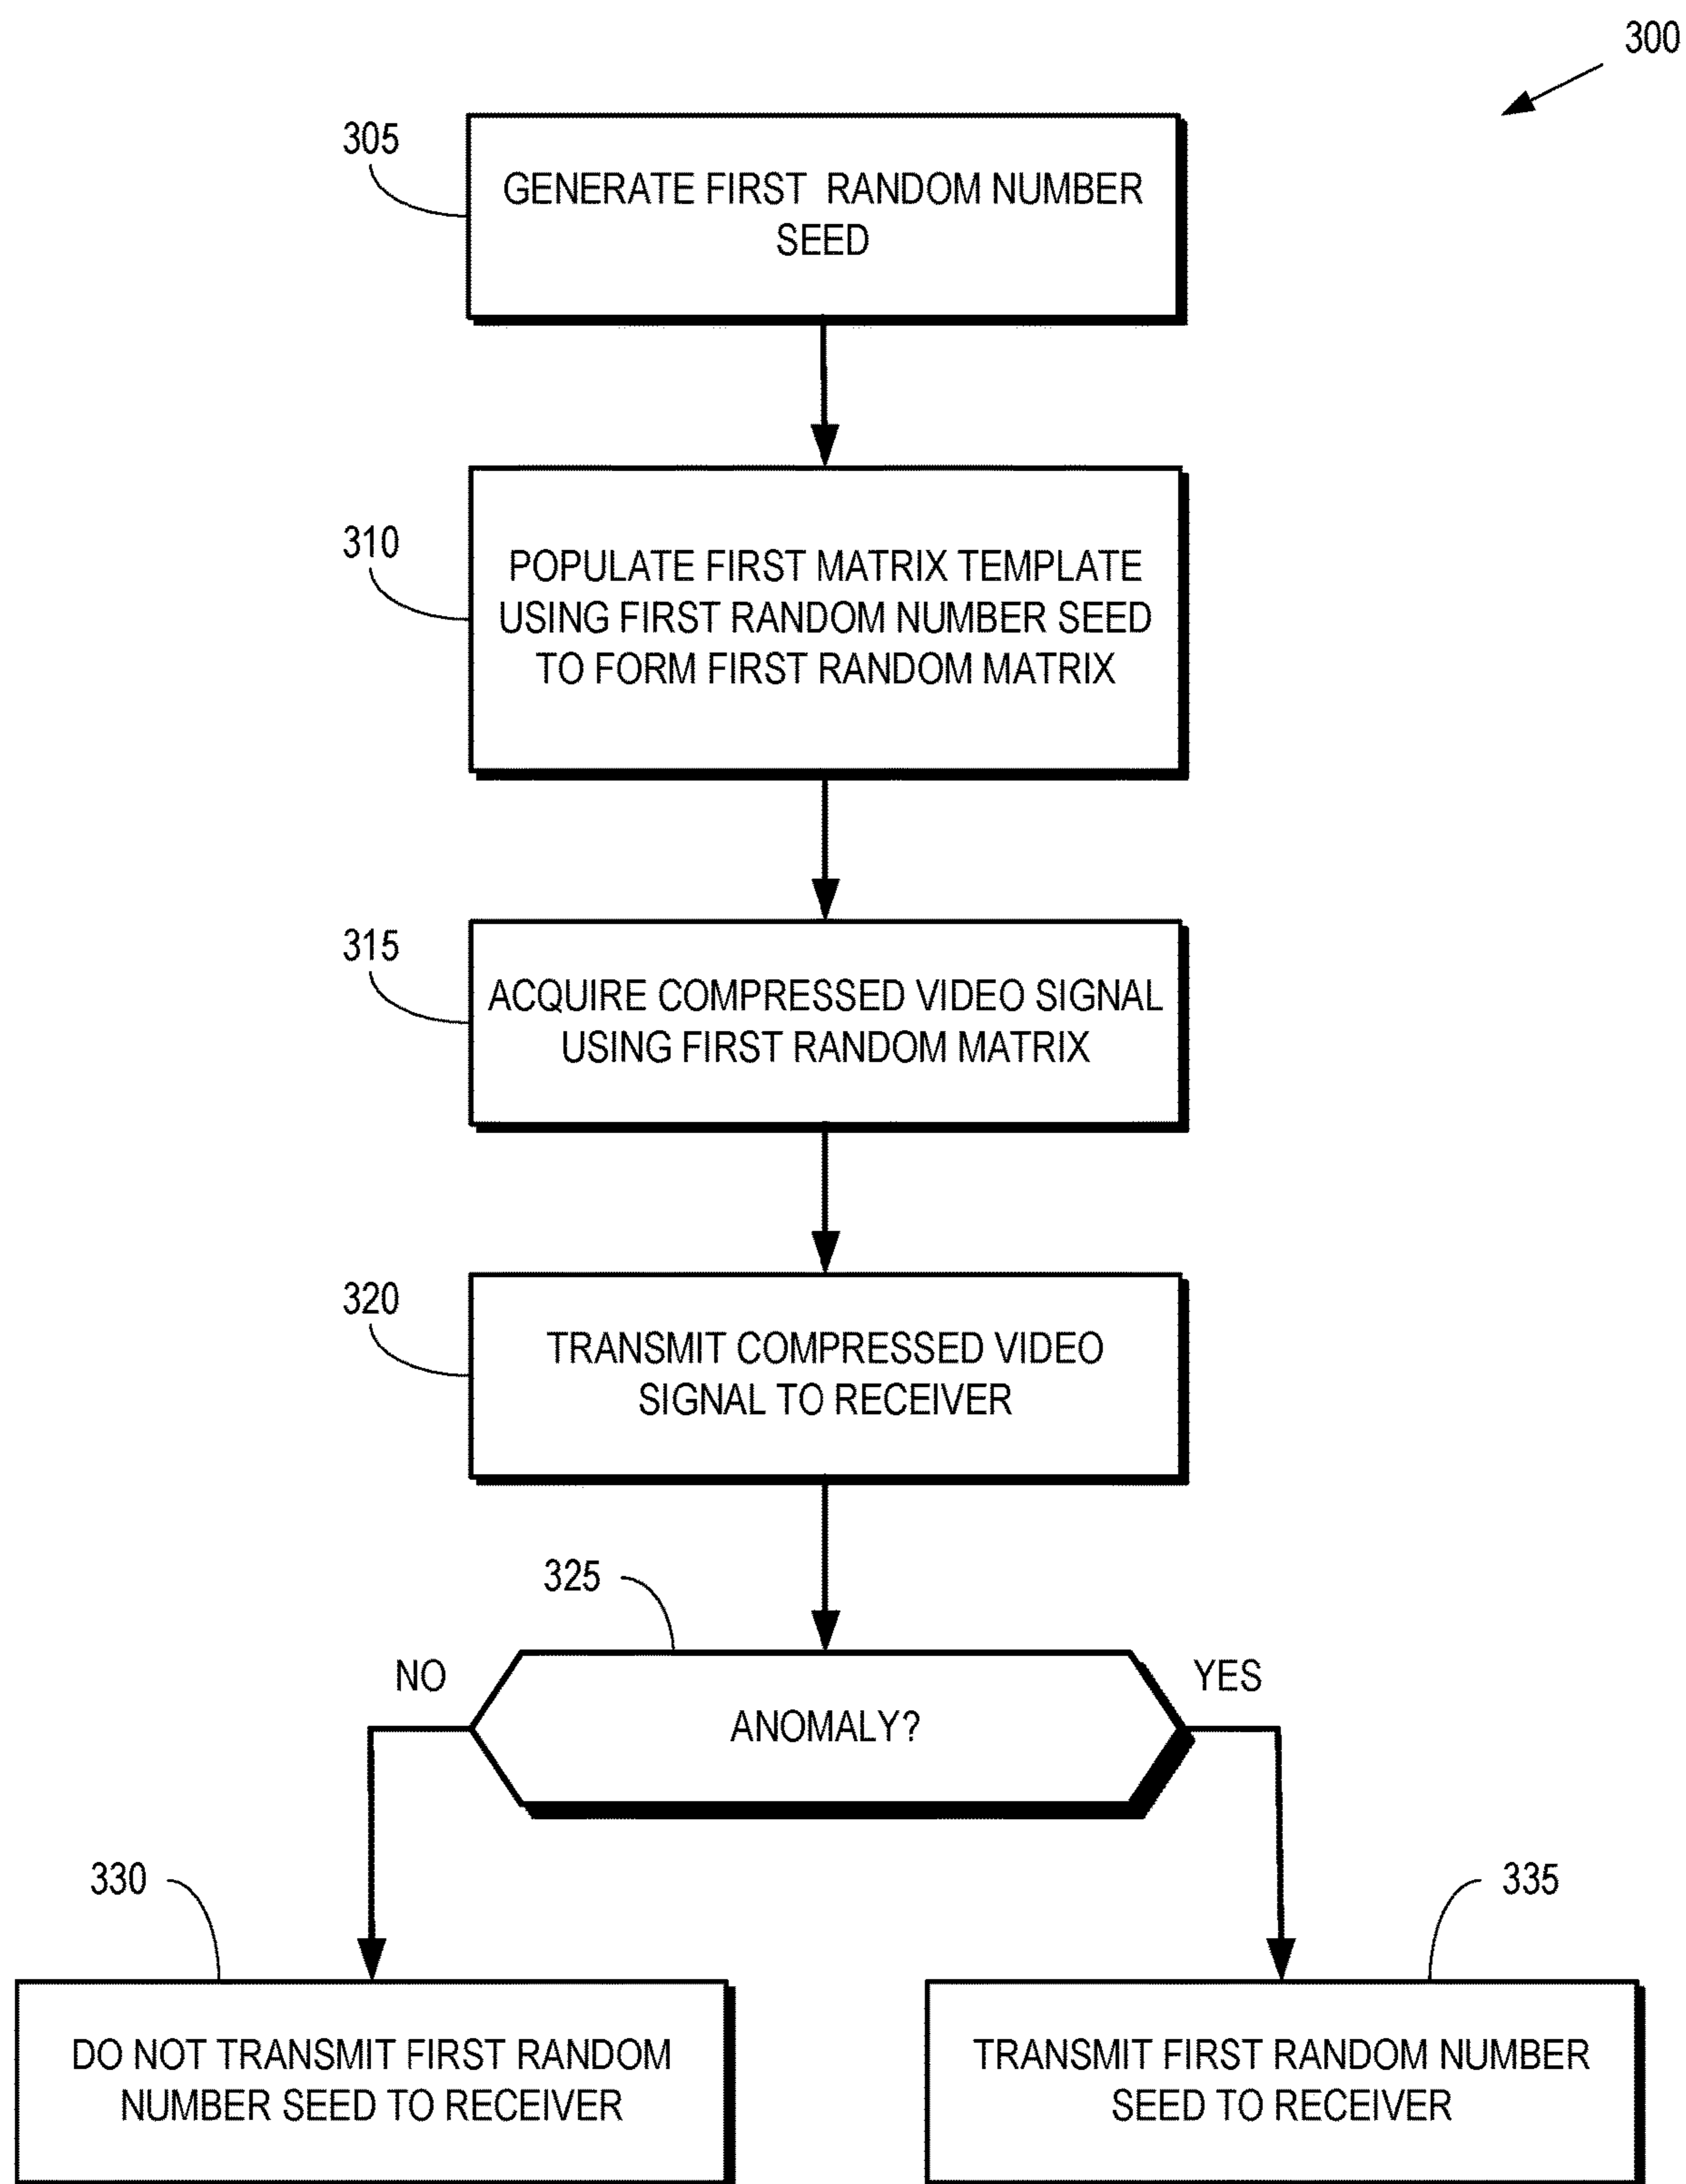 300
305
GENERATE FIRST RANDOM NUMBER
SEED
310
POPULATE FIRST MATRIX TEMPLATE
USING FIRST RANDOM NUMBER SEED
TO FORM FIRST RANDOM MATRIX
315
ACQUIRE COMPRESSED VIDEO SIGNAL
USING FIRST RANDOM MATRIX
320
TRANSMIT COMPRESSED VIDEO
SIGNAL TO RECEIVER
325
NO
YES
ANOMALY?
330
335
DO NOT TRANSMIT FIRST RANDOM
NUMBER SEED TO RECEIVER
TRANSMIT FIRST RANDOM NUMBER
SEED TO RECEIVER